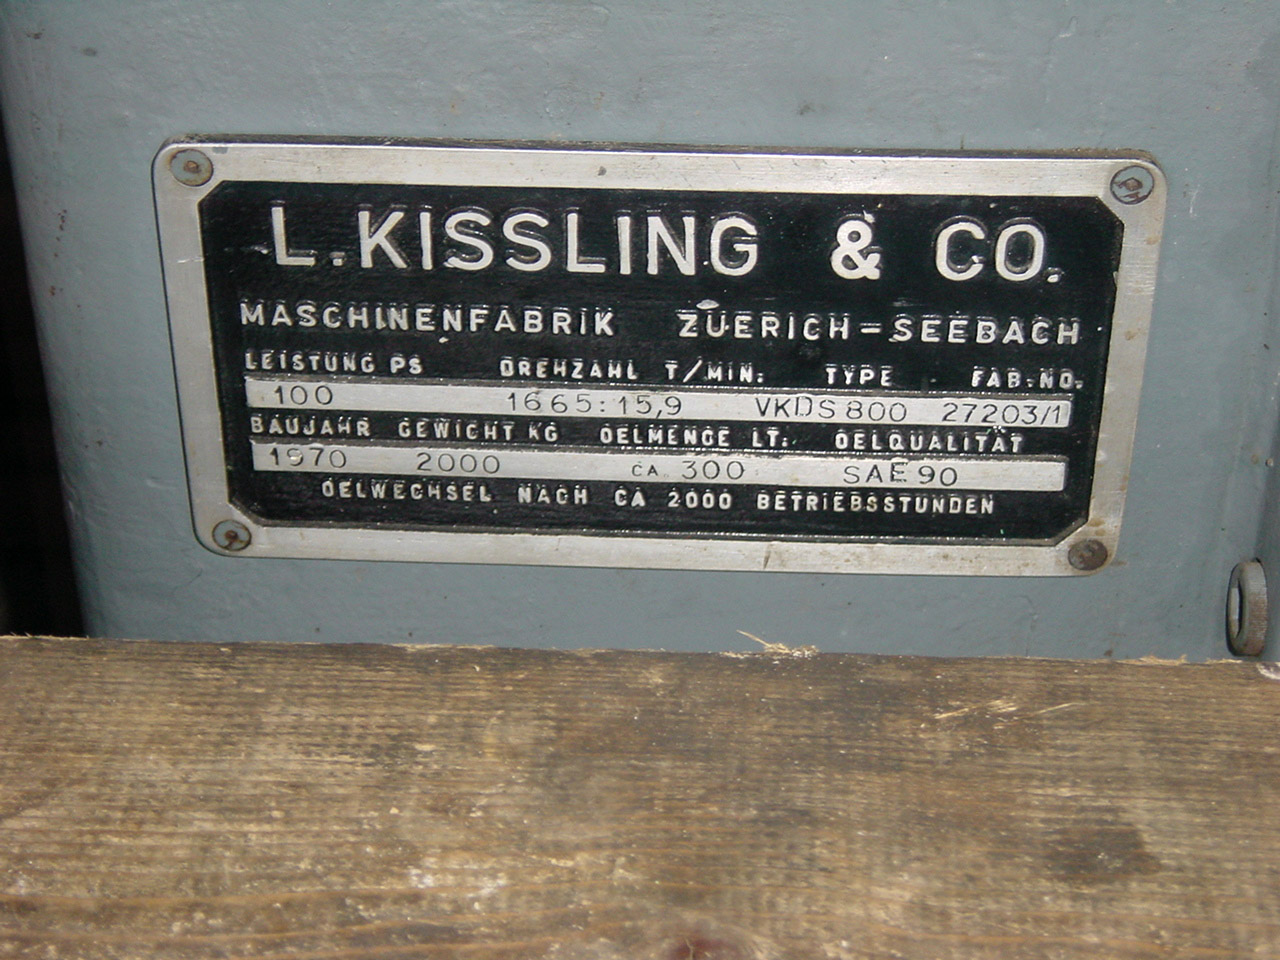 L. KISSLING & CO.
MASCHINENFABRIK ZUERICH-SEEBACH
LEISTUNG PS DREHZAHL T/MIN. TYPE FAB.NO.
100 1665:15,9 VKDS800 27203/1
BAUJAHR GEWICHT KG OELMENGE LT. OELQUALITÄT
1970 2000 CA. 300 SAE 90
OELWECHSEL NACH CA 2000 BETRIEBSSTUNDEN